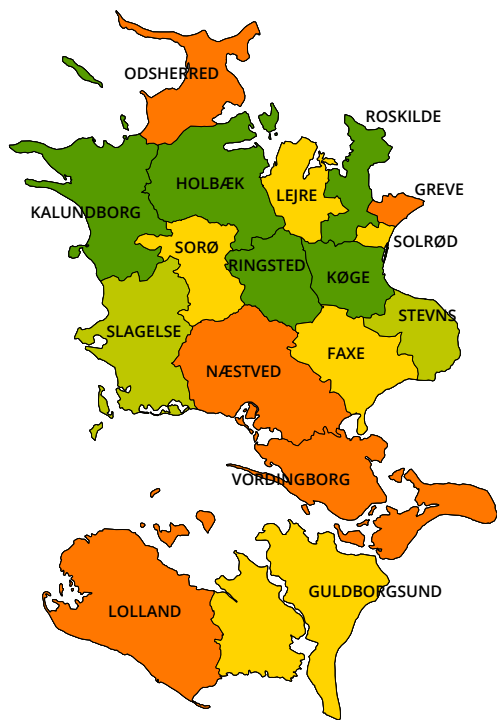 ODSHERRED
ROSKILDE
HOLBÆK
LEJRE
GREVE
KALUNDBORG
SORØ
SOLRØD
RINGSTED
KØGE
STEVNS
SLAGELSE
FAXE
NÆSTVED
VORDINGBORG
GULDBORGSUND
LOLLAND